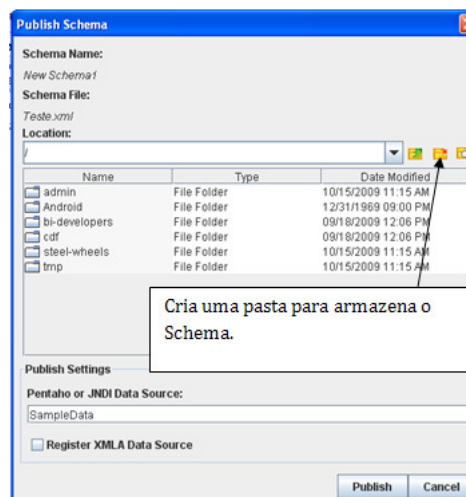 Publish Schema
Schema Name:
New Schema1
Schema File:
Teste.xml
Location:
/
Name Type Date Modified
admin File Folder 10/15/2009 11:15 AM
Android File Folder 12/31/1969 09:00 PM
bi-developers File Folder 09/18/2009 12:06 PM
cdf File Folder 09/18/2009 12:06 PM
steel-wheels File Folder 10/15/2009 11:15 AM
tmp File Folder 10/15/2009 11:15 AM
Cria uma pasta para armazena o
Schema.
Publish Settings
Pentaho or JNDI Data Source:
SampleData
Register XMLA Data Source
Publish Cancel